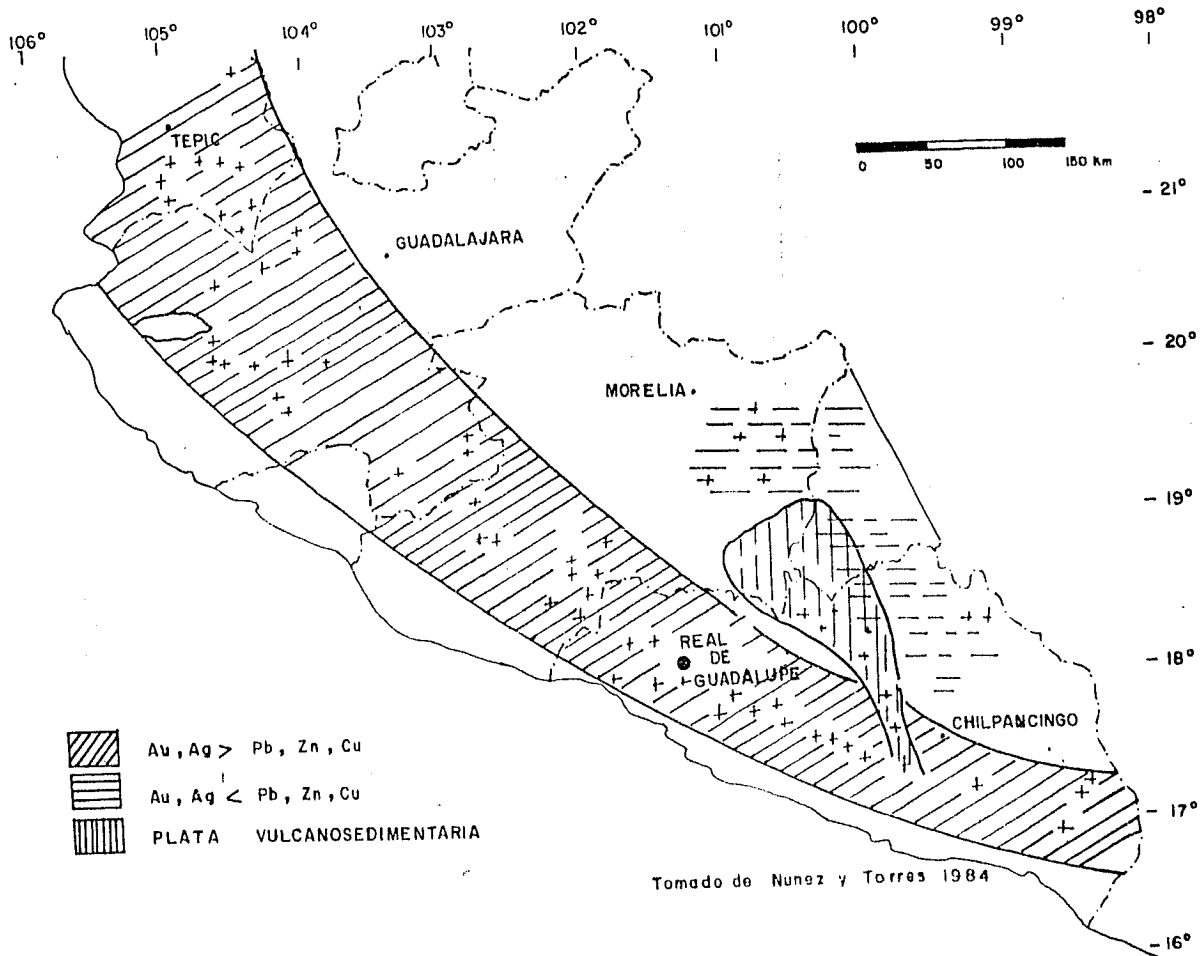 106° 105° 104° 103° 102° 101° 100° 99° 98°
TEPIC
0 50 100 150 Km
21°
GUADALAJARA
20°
MORELIA
19°
REAL
DE
GUADALUPE
18°
CHILPANCINGO
Au, Ag > Pb, Zn, Cu
Au, Ag < Pb, Zn, Cu
PLATA VULCANOSEDIMENTARIA
17°
Tomado de Nunez y Torres 1984
16°